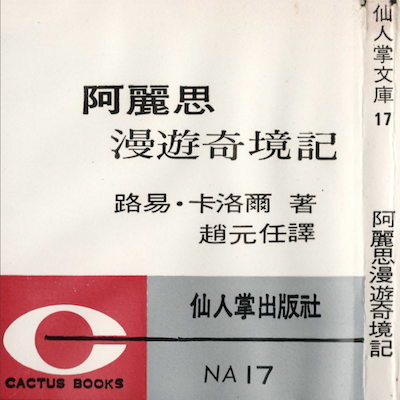 阿麗思
漫遊奇境記
路易·卡洛爾 著
趙元任譯
仙人掌出版社
NA 17
CACTUS BOOKS
仙人掌文庫
17
阿麗思漫遊奇境記